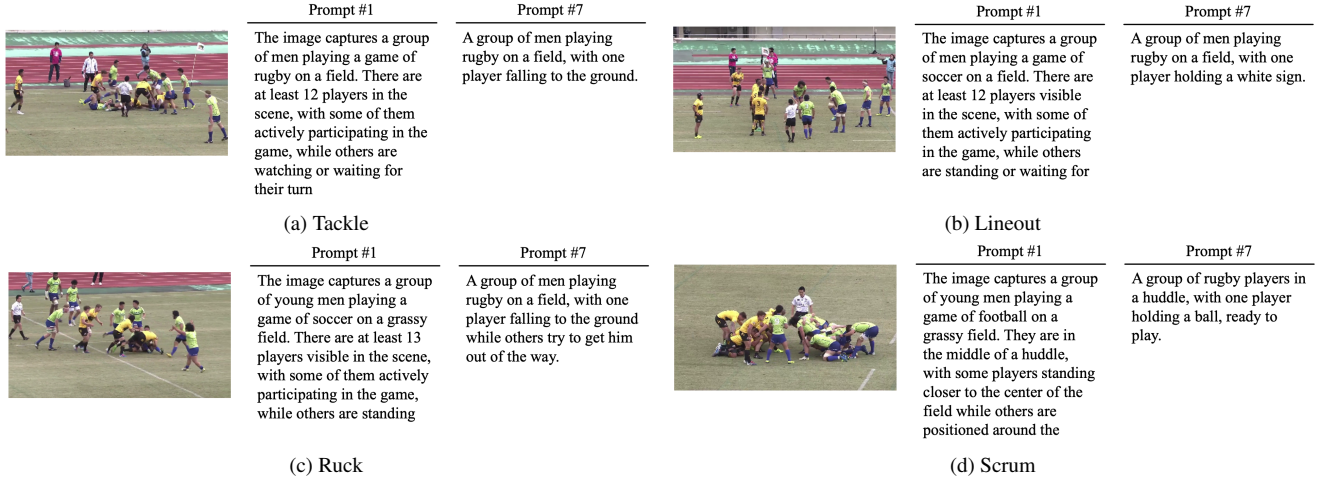 Prompt #1
The image captures a group
of men playing a game of
rugby on a field. There are
at least 12 players in the
scene, with some of them
actively participating in the
game, while others are
watching or waiting for
their turn
Prompt #7
A group of men playing
rugby on a field, with one
player falling to the ground.
(a) Tackle
Prompt #1
The image captures a group
of men playing a game of
soccer on a field. There are
at least 12 players visible
in the scene, with some of
them actively participating
in the game, while others
are standing or waiting for
Prompt #7
A group of men playing
rugby on a field, with one
player holding a white sign.
(b) Lineout
Prompt #1
The image captures a group
of young men playing a
game of soccer on a grassy
field. There are at least 13
players visible in the scene,
with some of them actively
participating in the game,
while others are standing
Prompt #7
A group of men playing
rugby on a field, with one
player falling to the ground
while others try to get him
out of the way.
(c) Ruck
Prompt #1
The image captures a group
of young men playing a
game of football on a
grassy field. They are in
the middle of a huddle,
with some players standing
closer to the center of the
field while others are
positioned around the
Prompt #7
A group of rugby players in
a huddle, with one player
holding a ball, ready to
play.
(d) Scrum